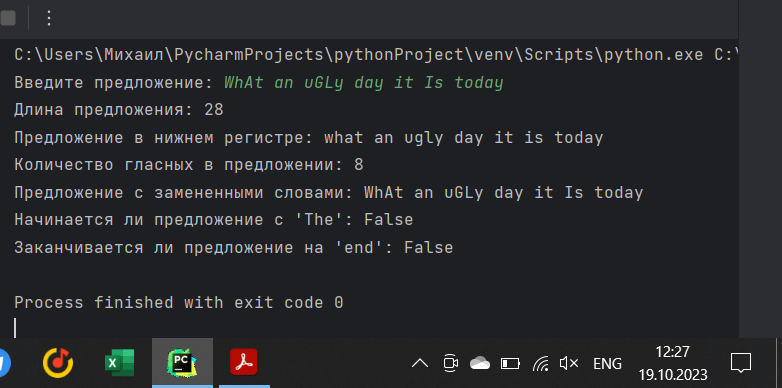 C:\Users\Михаил\PycharmProjects\pythonProject\venv\Scripts\python.exe C:\
Введите предложение: WhAt an uGLy day it Is today
Длина предложения: 28
Предложение в нижнем регистре: what an ugly day it is today
Количество гласных в предложении: 8
Предложение с замененными словами: WhAt an uGLy day it Is today
Начинается ли предложение с 'The': False
Заканчивается ли предложение на 'end': False
Process finished with exit code 0
PC
ENG
12:27
19.10.2023